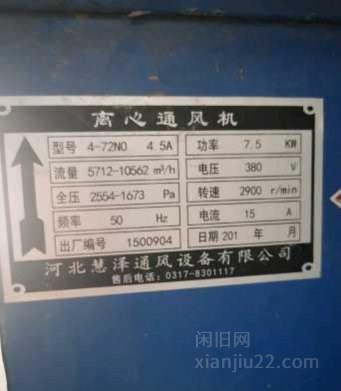 离心通风机
型号 4-72NO 4.5A 功率 7.5 KW
流量 5712-10562 m³/h 电压 380 V
全压 2554-1673 Pa 转速 2900 r/min
频率 50 Hz 电流 15 A
出厂编号 1500904 日期 201 年 月
河北慧泽通风设备有限公司
售后电话：0317-8301117
闲旧网
xianjiu22.com